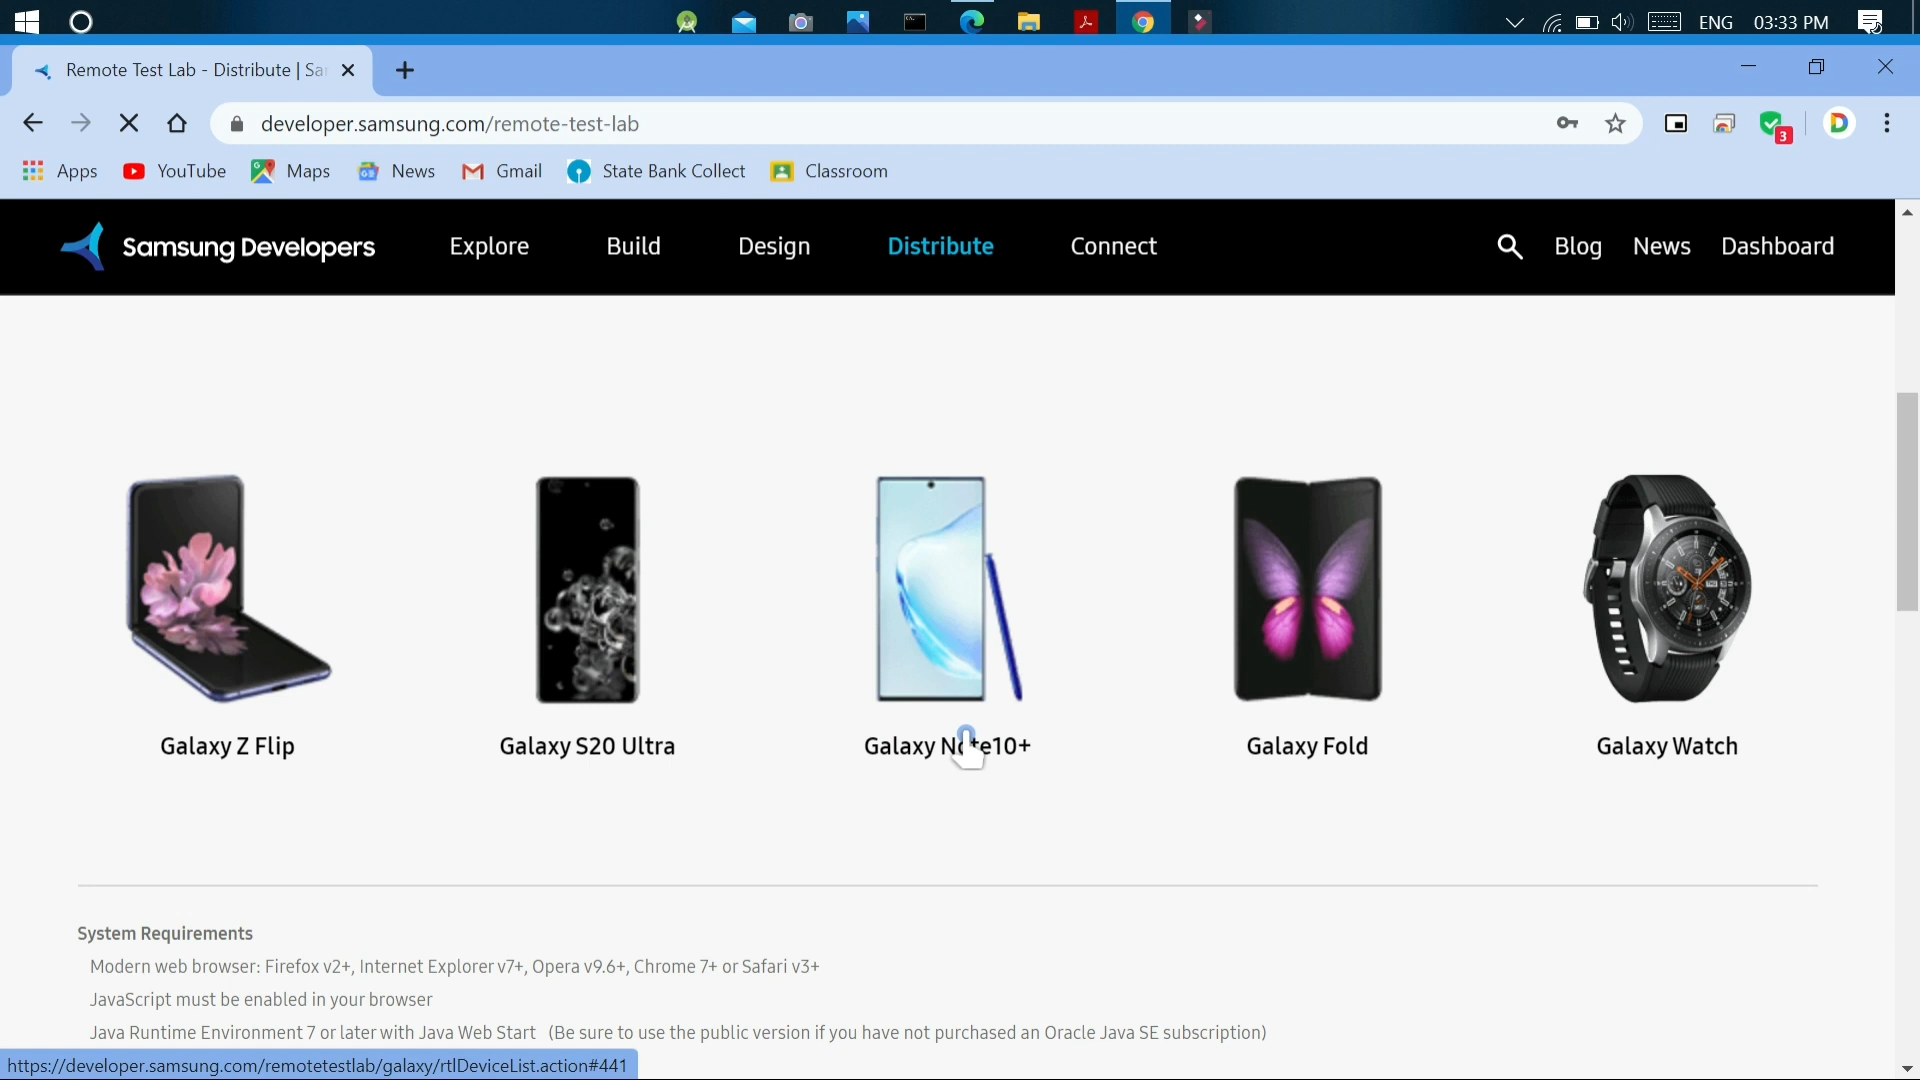 ENG 03:33 PM
Remote Test Lab - Distribute | Sa
developer.samsung.com/remote-test-lab
3
D
Apps YouTube Maps News Gmail State Bank Collect Classroom
Samsung Developers Explore Build Design Distribute Connect Blog News Dashboard
Galaxy Z Flip Galaxy S20 Ultra Galaxy Note10+ Galaxy Fold Galaxy Watch
System Requirements
Modern web browser: Firefox v2+, Internet Explorer v7+, Opera v9.6+, Chrome 7+ or Safari v3+
JavaScript must be enabled in your browser
Java Runtime Environment 7 or later with Java Web Start (Be sure to use the public version if you have not purchased an Oracle Java SE subscription)
https://developer.samsung.com/remotetestlab/galaxy/rtlDeviceList.action#441